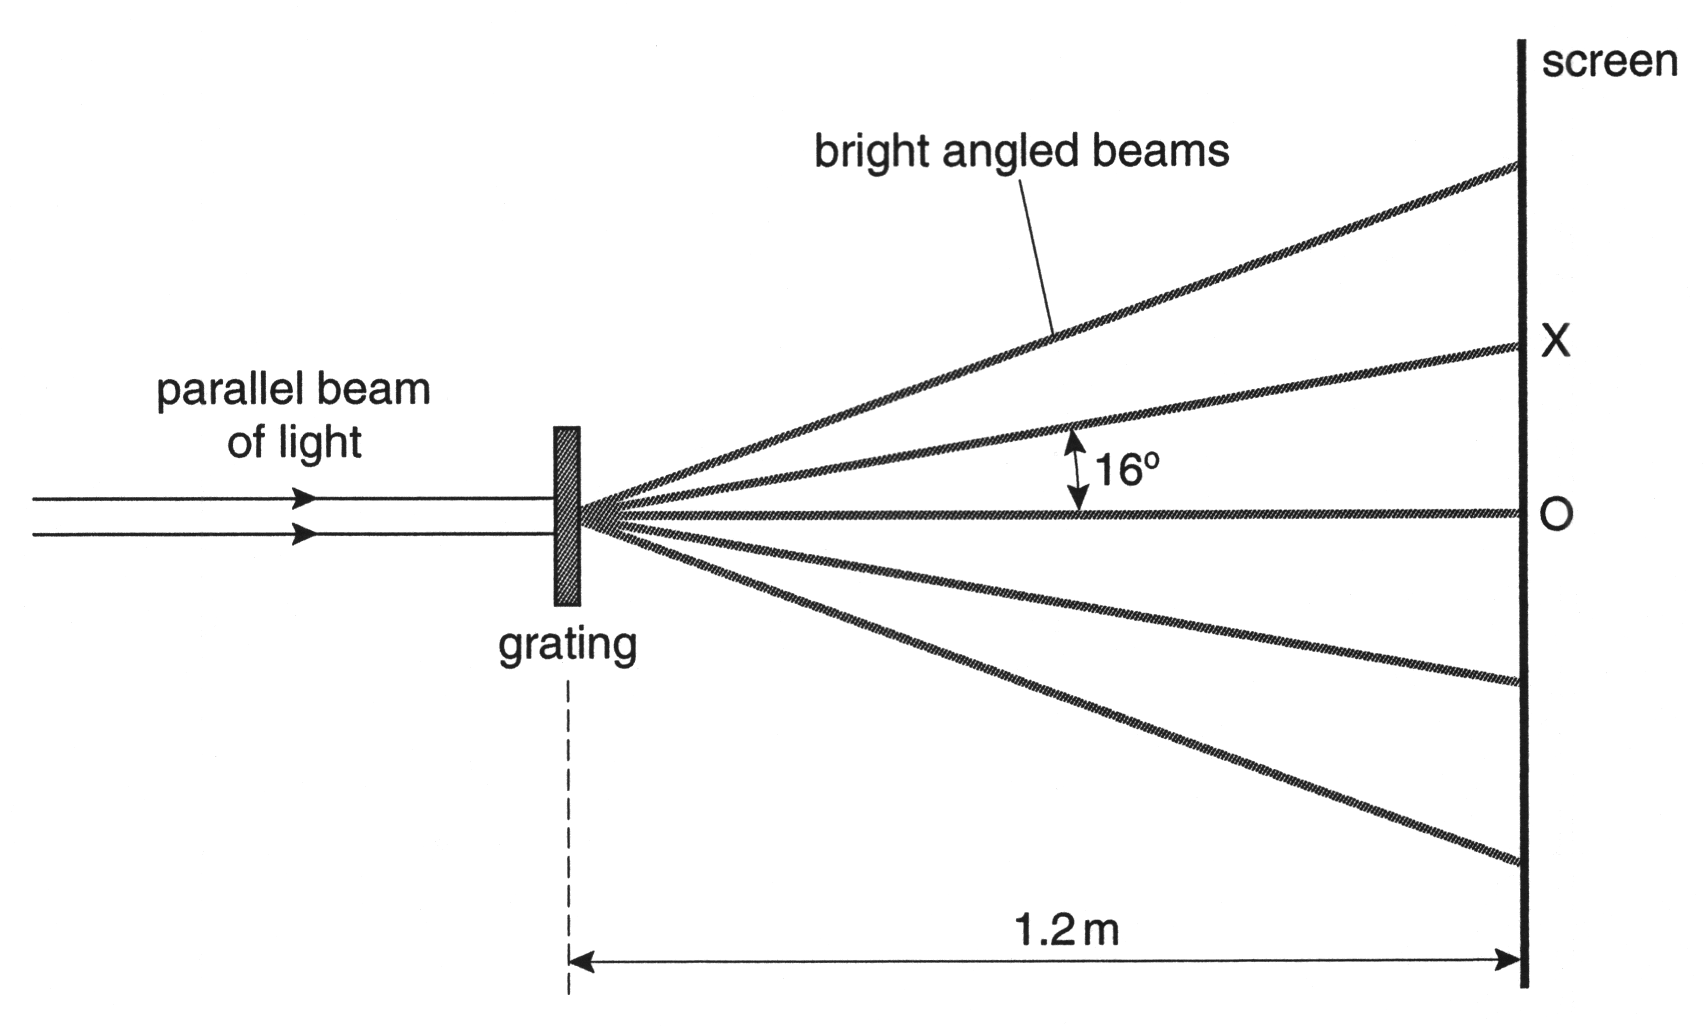 screen
bright angled beams
X
parallel beam
of light
16°
O
grating
1.2 m